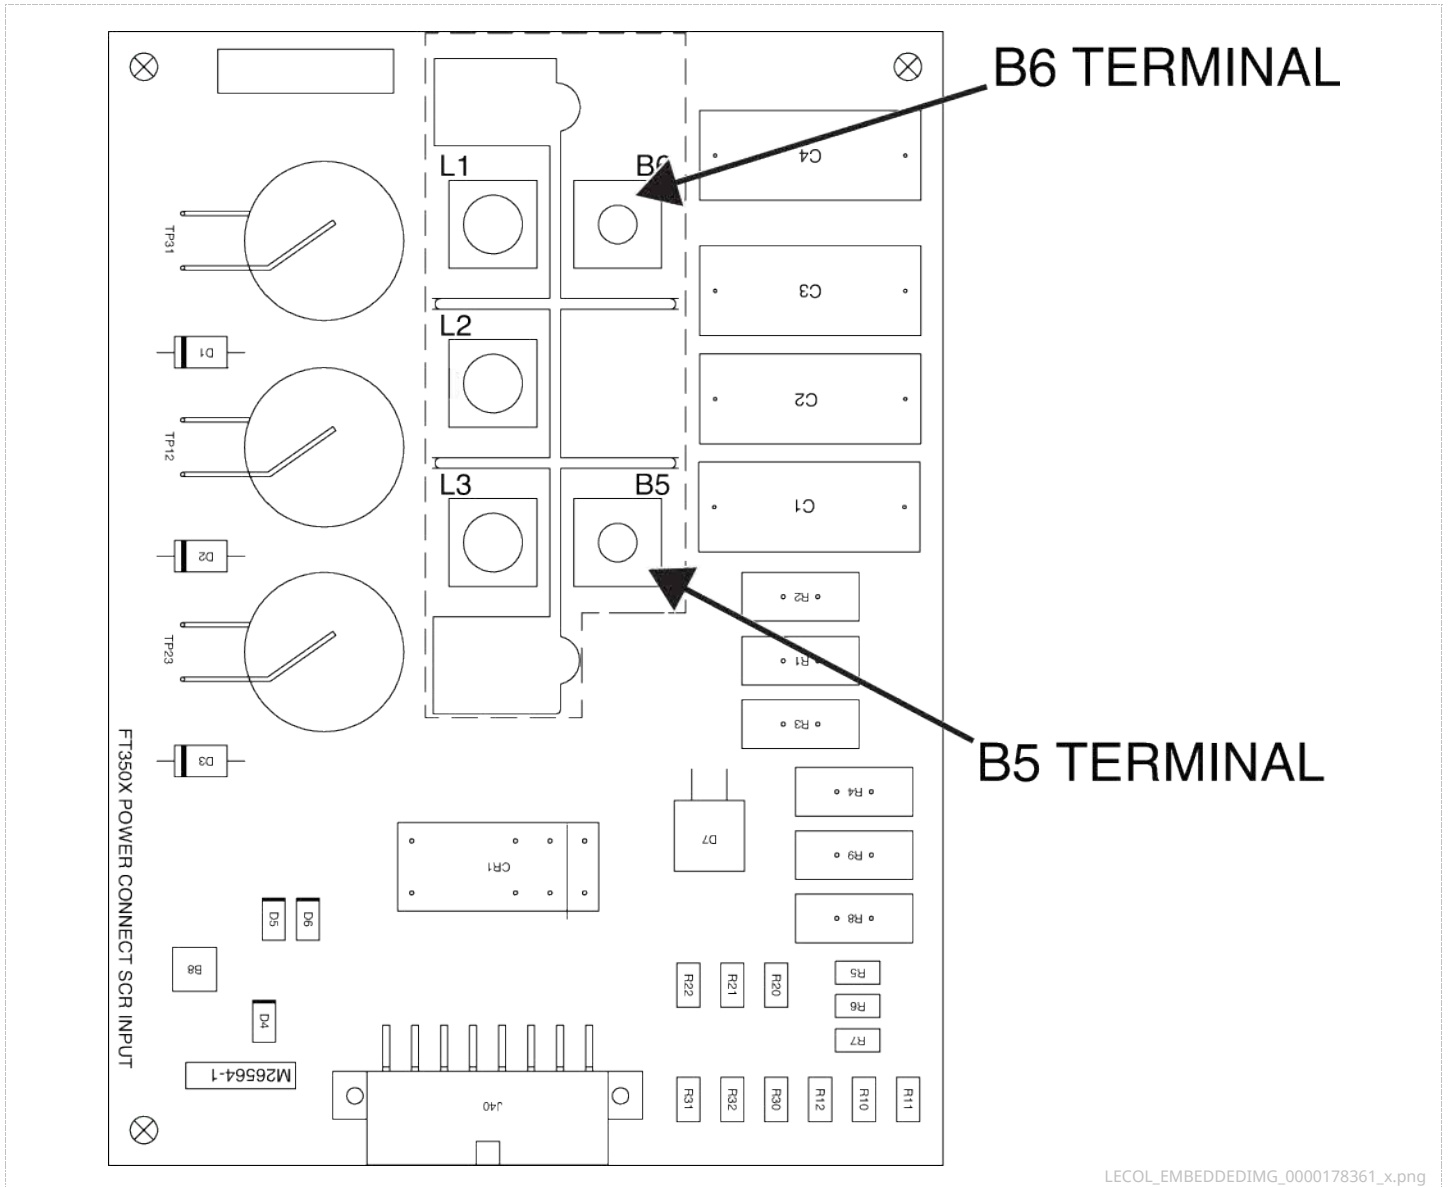 B6 TERMINAL
C4
L1
TP31
C3
L2
D1
C2
TP12
L3
B5
C1
D2
R2
TP23
R1
R3
FT350X POWER CONNECT SCR INPUT
D3
B5 TERMINAL
R4
D7
R9
CR1
D5
D6
R8
B8
R22
R21
R20
R5
R6
D4
R7
M26564-1
J40
R31
R32
R30
R12
R10
R11
LECOL_EMBEDDEDIMG_0000178361_x.png